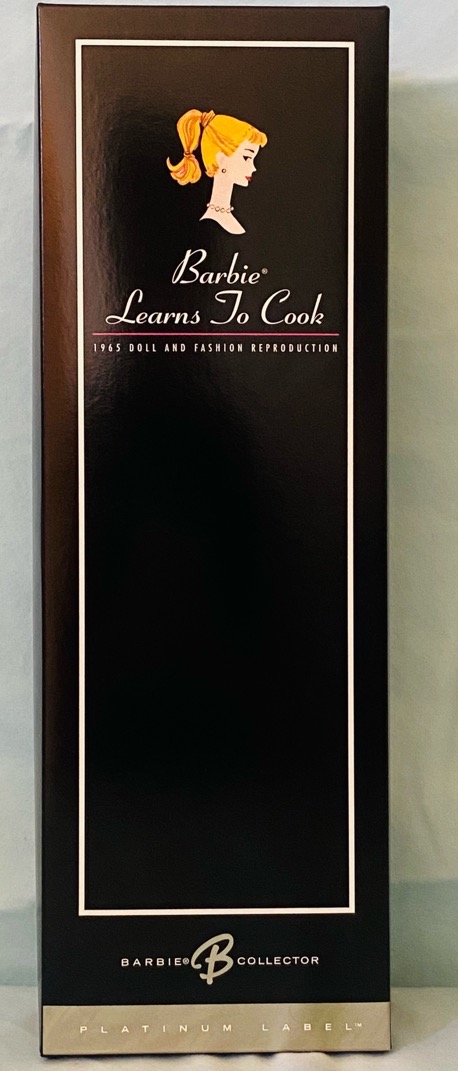 Barbie®
Learns To Cook
1965 DOLL AND FASHION REPRODUCTION
BARBIE® B COLLECTOR
PLATINUM LABEL™